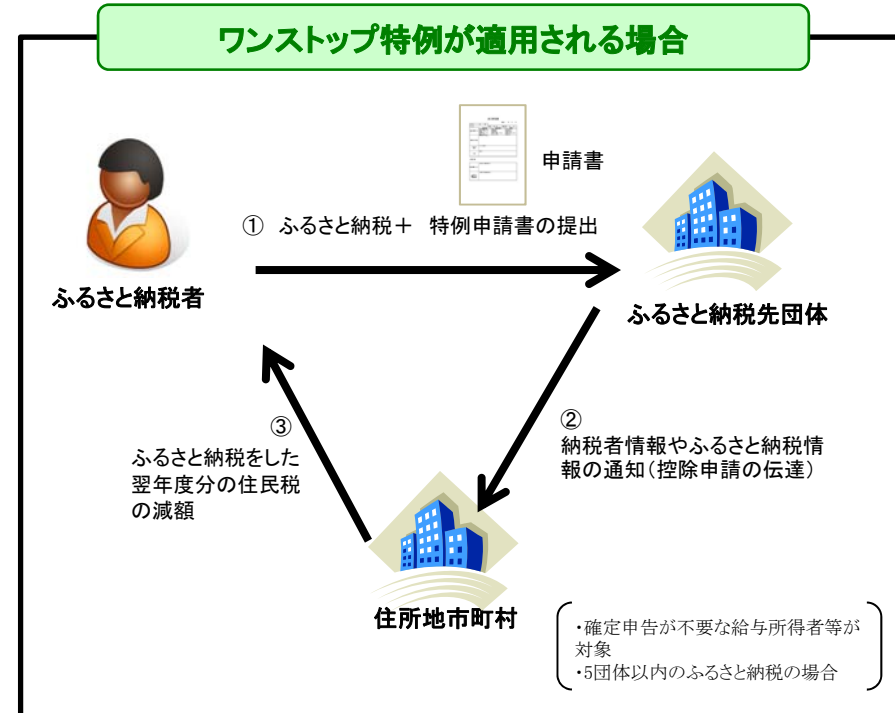 ワンストップ特例が適用される場合
申請書
① ふるさと納税＋ 特例申請書の提出
ふるさと納税者
ふるさと納税先団体
②
納税者情報やふるさと納税情
報の通知（控除申請の伝達）
③
ふるさと納税をした
翌年度分の住民税
の減額
住所地市町村
・確定申告が不要な給与所得者等が
対象
・5団体以内のふるさと納税の場合